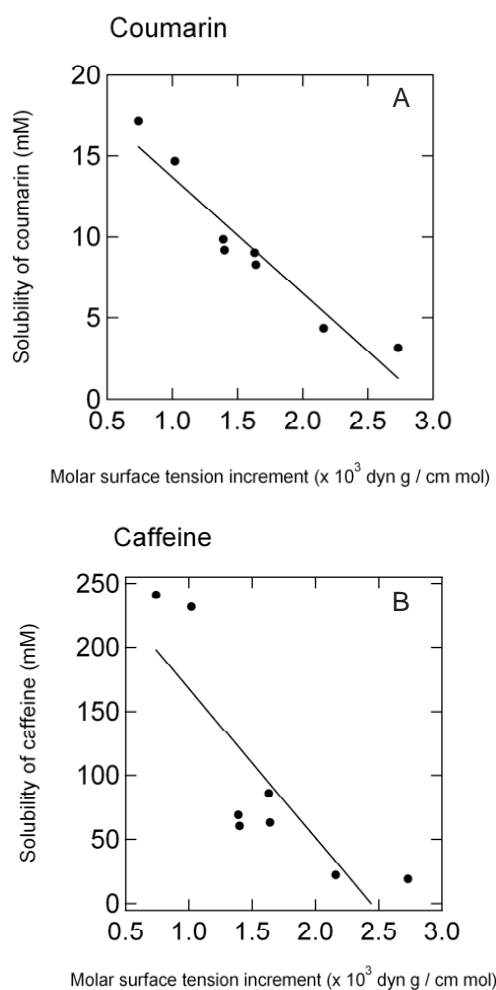 Coumarin
A
20
15
10
5
0
0.5 1.0 1.5 2.0 2.5 3.0
Solubility of coumarin (mM)
Molar surface tension increment (x 10³ dyn g / cm mol)
Caffeine
B
250
200
150
100
50
0
0.5 1.0 1.5 2.0 2.5 3.0
Solubility of caffeine (mM)
Molar surface tension increment (x 10³ dyn g / cm mol)